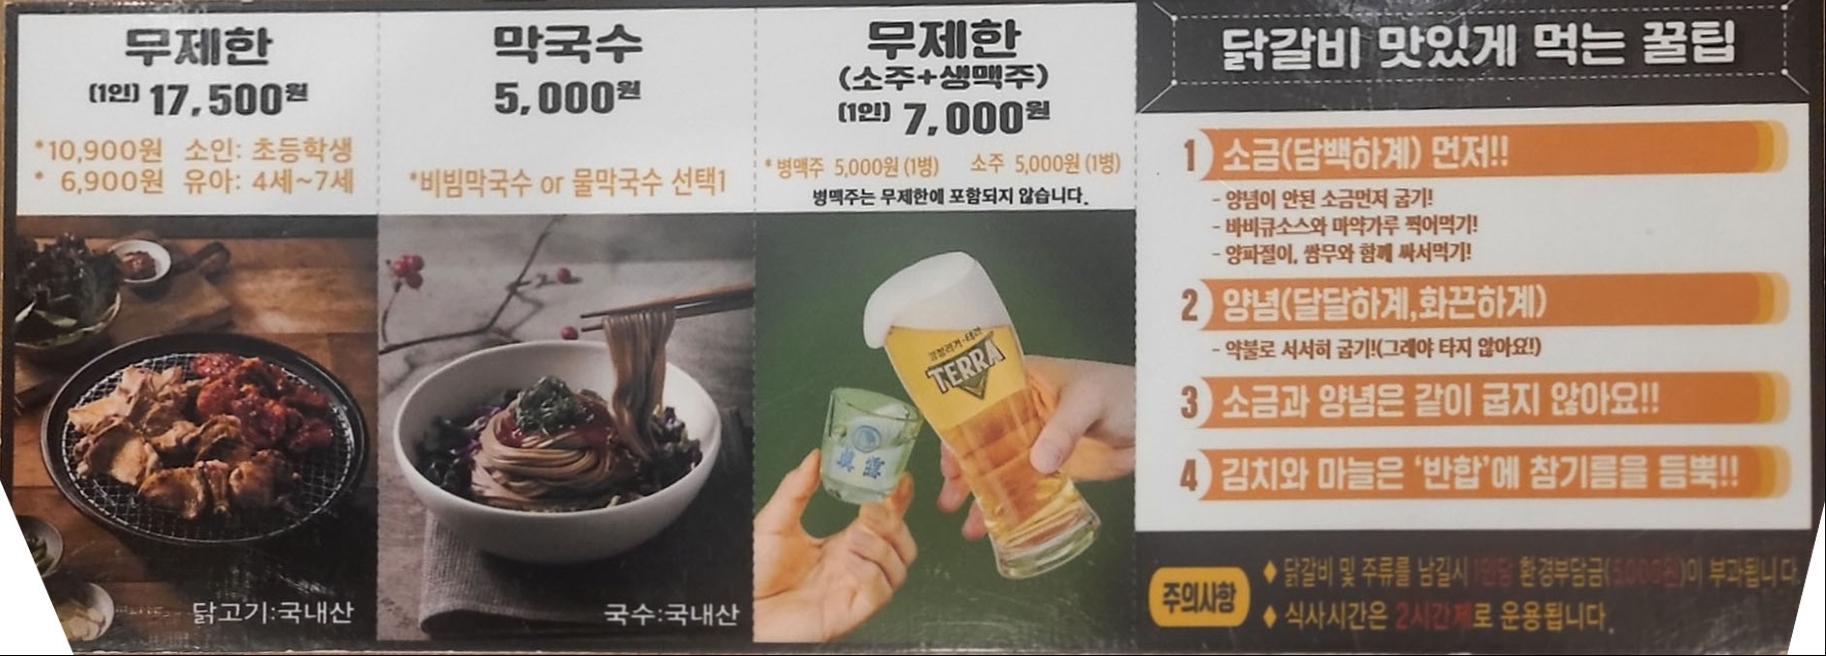 무제한
(1인) 17,500원
*10,900원 소인: 초등학생
* 6,900원 유아: 4세~7세
닭고기:국내산
막국수
5,000원
*비빔막국수 or 물막국수 선택1
국수:국내산
무제한
(소주+생맥주)
(1인) 7,000원
*병맥주 5,000원(1병) 소주 5,000원(1병)
병맥주는 무제한에 포함되지 않습니다.
청정라거-테라
TERRA
닭갈비 맛있게 먹는 꿀팁
1 소금(담백하계) 먼저!!
- 양념이 안된 소금먼저 굽기!
- 바비큐소스와 마약가루 찍어먹기!
- 양파절이, 쌈무와 함께 싸서먹기!
2 양념(달달하계,화끈하계)
- 약불로 서서히 굽기!(그래야 타지 않아요!)
3 소금과 양념은 같이 굽지 않아요!!
4 김치와 마늘은 '반합'에 참기름을 듬뿍!!
주의사항
◆ 닭갈비 및 주류를 남길시 1인당 환경부담금(5,000원)이 부과됩니다.
◆ 식사시간은 2시간제로 운용됩니다.